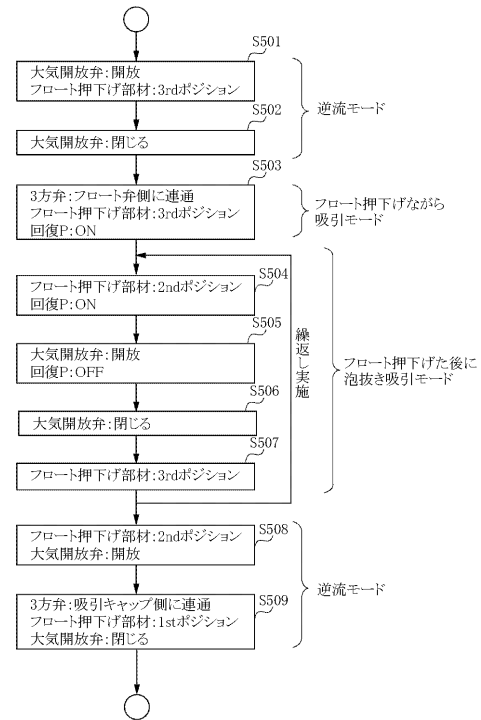 S501
大気開放弁:開放
フロート押下げ部材:3rdポジション
S502
大気開放弁:閉じる
逆流モード
S503
3方弁:フロート弁側に連通
フロート押下げ部材:3rdポジション
回復P:ON
フロート押下げながら
吸引モード
S504
フロート押下げ部材:2ndポジション
回復P:ON
S505
大気開放弁:開放
回復P:OFF
S506
大気開放弁:閉じる
S507
フロート押下げ部材:3rdポジション
繰返し実施
フロート押下げた後に
泡抜き吸引モード
S508
フロート押下げ部材:2ndポジション
大気開放弁:開放
S509
3方弁:吸引キャップ側に連通
フロート押下げ部材:1stポジション
大気開放弁:閉じる
逆流モード